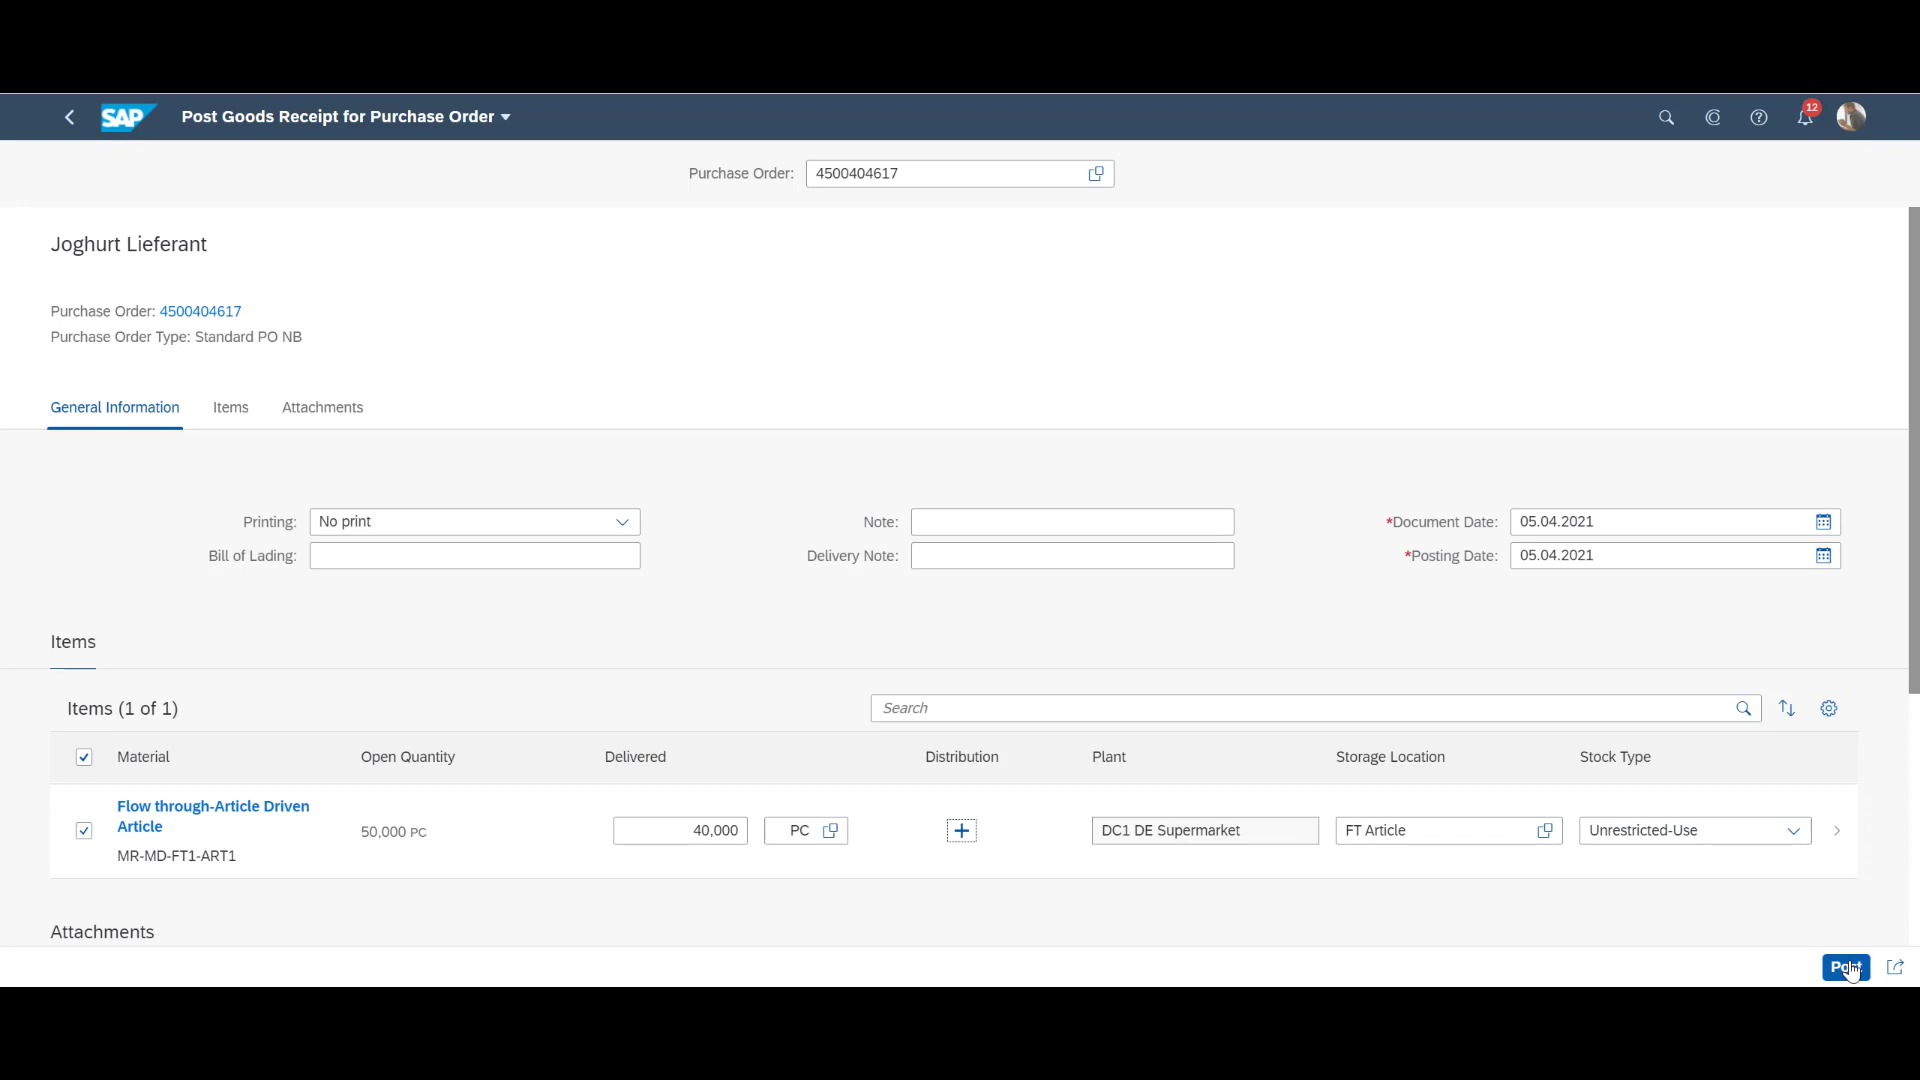 SAP Post Goods Receipt for Purchase Order 12
Purchase Order: 4500404617
Joghurt Lieferant
Purchase Order: 4500404617
Purchase Order Type: Standard PO NB
General Information Items Attachments
Printing: No print Note: *Document Date: 05.04.2021
Bill of Lading: Delivery Note: *Posting Date: 05.04.2021
Items
Items (1 of 1) Search
Material Open Quantity Delivered Distribution Plant Storage Location Stock Type
Flow through-Article Driven
Article
50,000 PC 40,000 PC DC1 DE Supermarket FT Article Unrestricted-Use
MR-MD-FT1-ART1
Attachments
Post